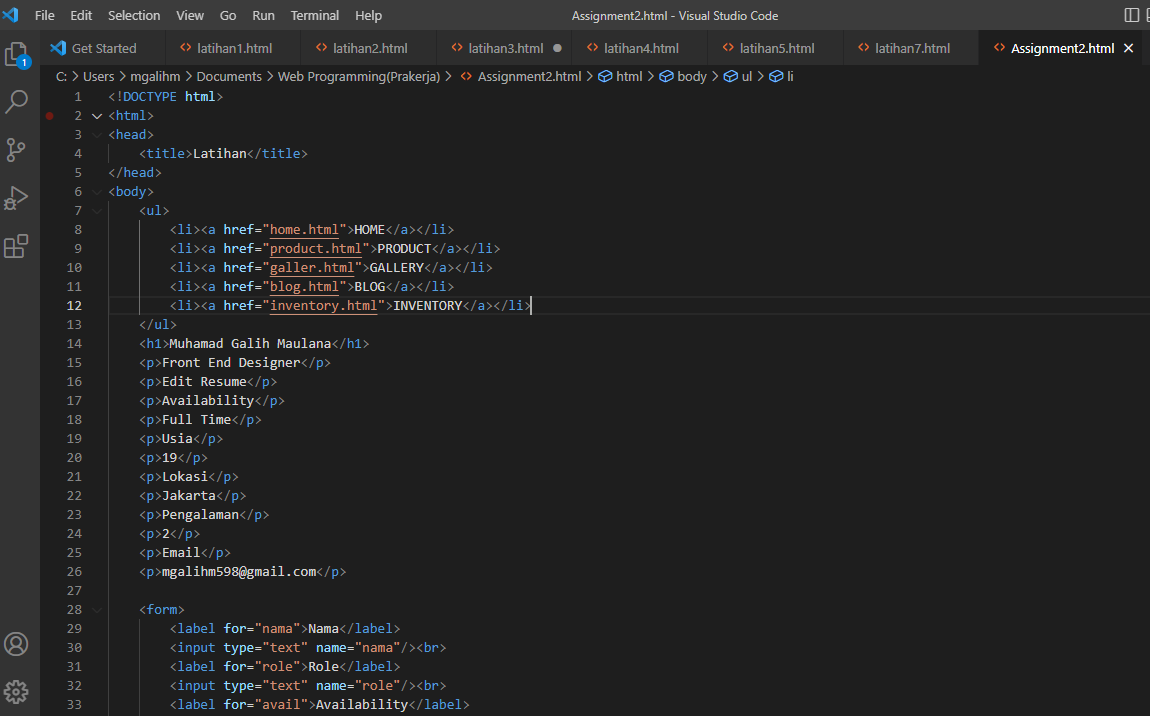 File Edit Selection View Go Run Terminal Help Assignment2.html - Visual Studio Code
Get Started <> latihan1.html <> latihan2.html <> latihan3.html ● <> latihan4.html <> latihan5.html <> latihan7.html <> Assignment2.html ×
C: > Users > mgalihm > Documents > Web Programming(Prakerja) > <> Assignment2.html > html > body > ul > li
1
1 <!DOCTYPE html>
2 <html>
3 <head>
4 <title>Latihan</title>
5 </head>
6 <body>
7 <ul>
8 <li><a href="home.html">HOME</a></li>
9 <li><a href="product.html">PRODUCT</a></li>
10 <li><a href="galler.html">GALLERY</a></li>
11 <li><a href="blog.html">BLOG</a></li>
12 <li><a href="inventory.html">INVENTORY</a></li>
13 </ul>
14 <h1>Muhamad Galih Maulana</h1>
15 <p>Front End Designer</p>
16 <p>Edit Resume</p>
17 <p>Availability</p>
18 <p>Full Time</p>
19 <p>Usia</p>
20 <p>19</p>
21 <p>Lokasi</p>
22 <p>Jakarta</p>
23 <p>Pengalaman</p>
24 <p>2</p>
25 <p>Email</p>
26 <p>mgalihm598@gmail.com</p>
27
28 <form>
29 <label for="nama">Nama</label>
30 <input type="text" name="nama"/><br>
31 <label for="role">Role</label>
32 <input type="text" name="role"/><br>
33 <label for="avail">Availability</label>